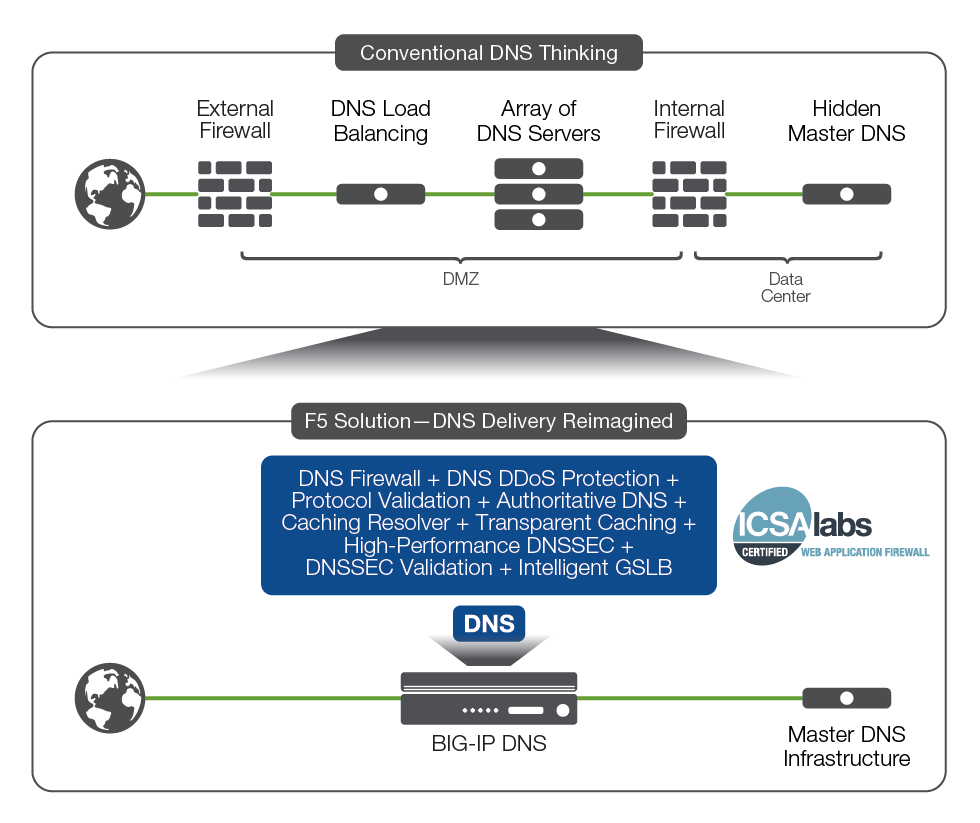 Conventional DNS Thinking
External
Firewall
DNS Load
Balancing
Array of
DNS Servers
Internal
Firewall
Hidden
Master DNS
DMZ
Data
Center
F5 Solution—DNS Delivery Reimagined
DNS Firewall + DNS DDoS Protection +
Protocol Validation + Authoritative DNS +
Caching Resolver + Transparent Caching +
High-Performance DNSSEC +
DNSSEC Validation + Intelligent GSLB
ICSAlabs
CERTIFIED WEB APPLICATION FIREWALL
DNS
BIG-IP DNS
Master DNS
Infrastructure